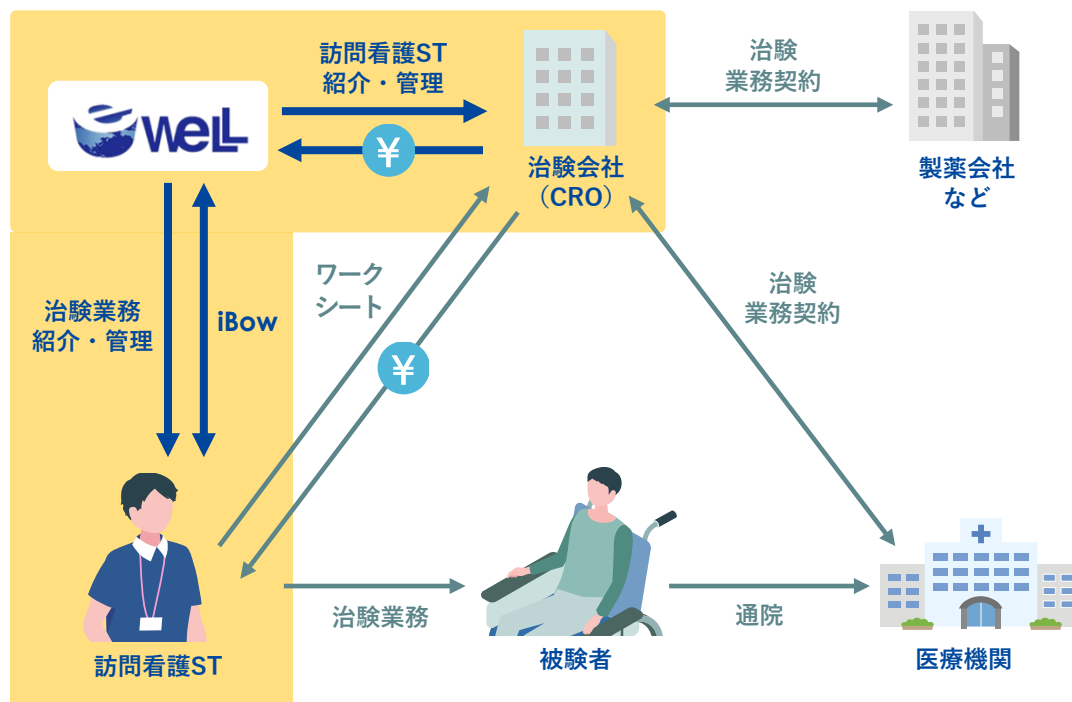 訪問看護ST
紹介・管理
治験
業務契約
eWeLL
¥
治験会社
（CRO）
製薬会社
など
ワーク
シート
治験
業務契約
治験業務
紹介・管理
iBow
¥
治験業務
通院
訪問看護ST
被験者
医療機関